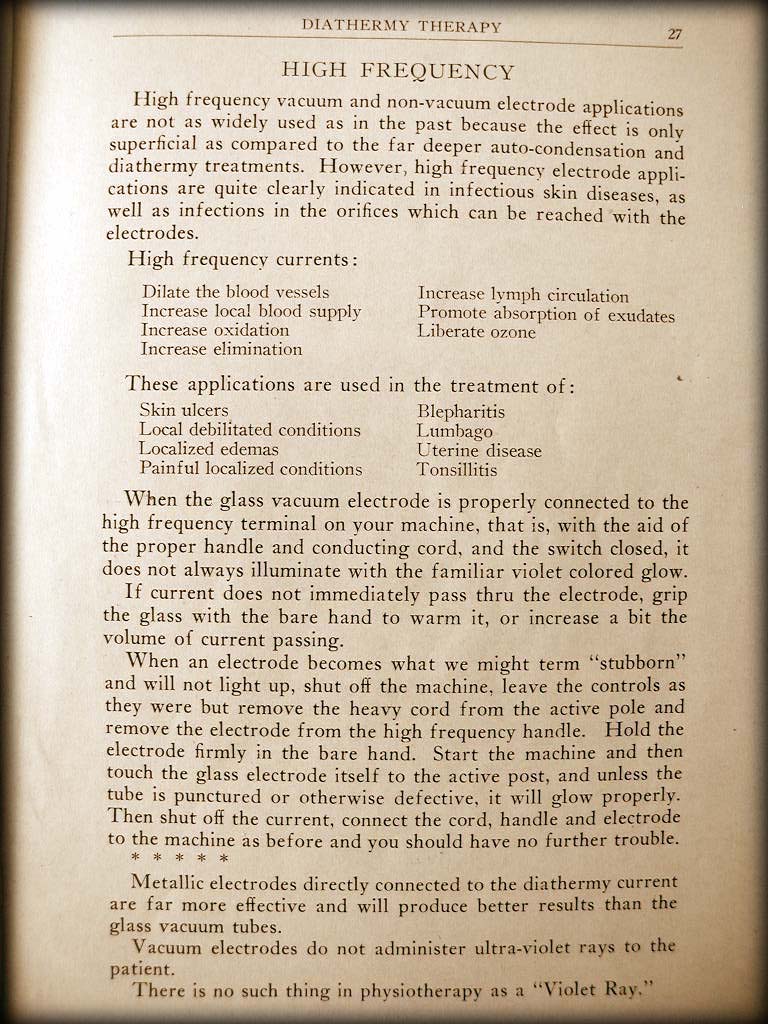 DIATHERMY THERAPY 27
HIGH FREQUENCY
High frequency vacuum and non-vacuum electrode applications
are not as widely used as in the past because the effect is only
superficial as compared to the far deeper auto-condensation and
diathermy treatments. However, high frequency electrode appli-
cations are quite clearly indicated in infectious skin diseases, as
well as infections in the orifices which can be reached with the
electrodes.
High frequency currents:
Dilate the blood vessels
Increase local blood supply
Increase oxidation
Increase elimination
Increase lymph circulation
Promote absorption of exudates
Liberate ozone
These applications are used in the treatment of:
Skin ulcers
Local debilitated conditions
Localized edemas
Painful localized conditions
Blepharitis
Lumbago
Uterine disease
Tonsillitis
When the glass vacuum electrode is properly connected to the
high frequency terminal on your machine, that is, with the aid of
the proper handle and conducting cord, and the switch closed, it
does not always illuminate with the familiar violet colored glow.
If current does not immediately pass thru the electrode, grip
the glass with the bare hand to warm it, or increase a bit the
volume of current passing.
When an electrode becomes what we might term "stubborn"
and will not light up, shut off the machine, leave the controls as
they were but remove the heavy cord from the active pole and
remove the electrode from the high frequency handle. Hold the
electrode firmly in the bare hand. Start the machine and then
touch the glass electrode itself to the active post, and unless the
tube is punctured or otherwise defective, it will glow properly.
Then shut off the current, connect the cord, handle and electrode
to the machine as before and you should have no further trouble.
* * * * *
Metallic electrodes directly connected to the diathermy current
are far more effective and will produce better results than the
glass vacuum tubes.
Vacuum electrodes do not administer ultra-violet rays to the
patient.
There is no such thing in physiotherapy as a "Violet Ray."